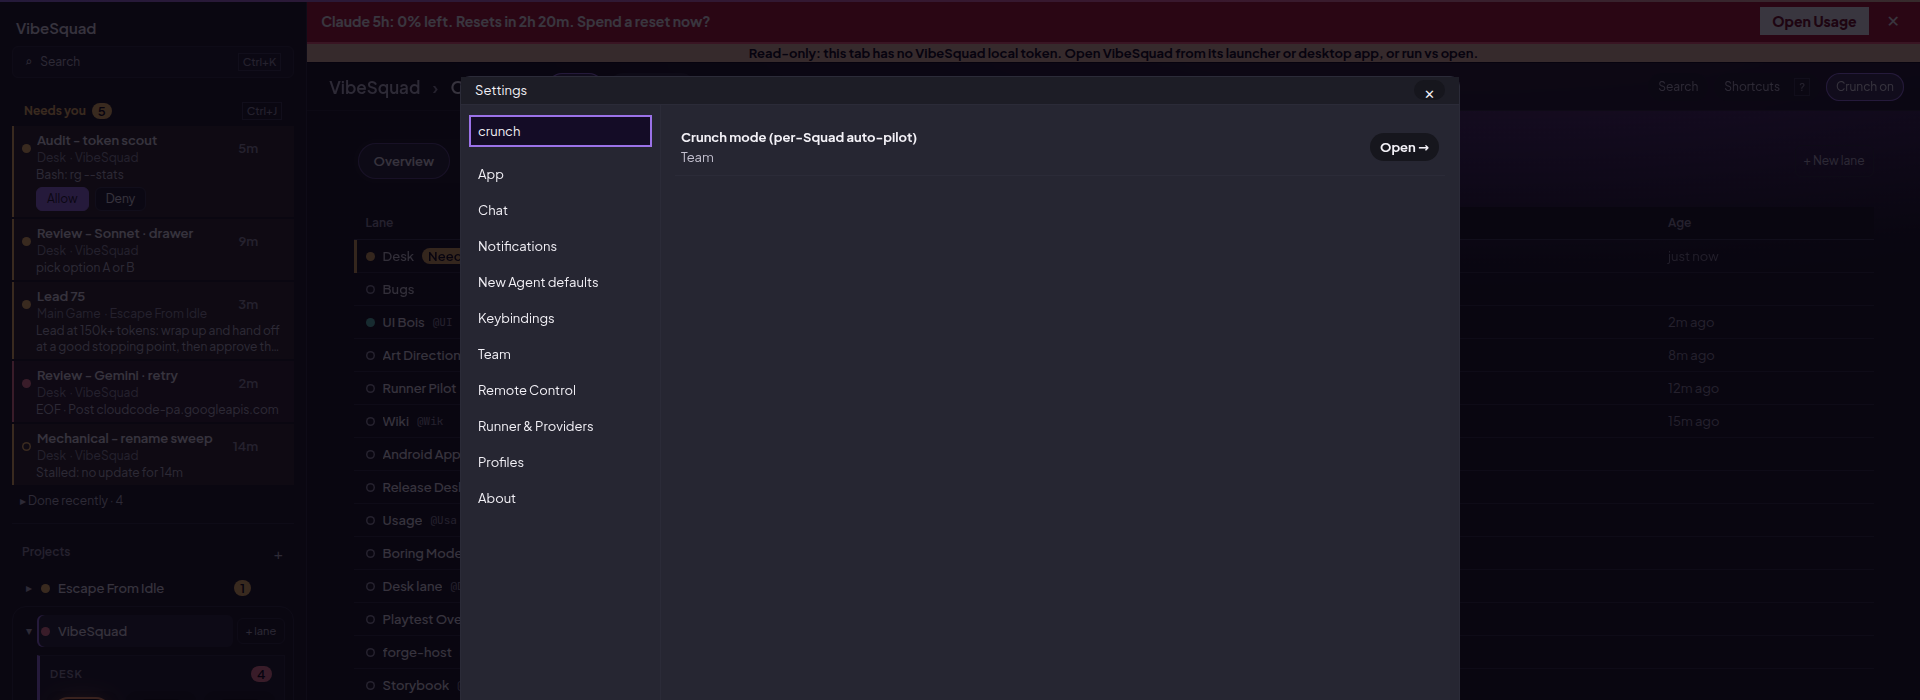 VibeSquad
Search Ctrl+K
Needs you 5 Ctrl+J
Audit - token scout 5m
Desk · VibeSquad
Bash: rg --stats
Allow Deny
Review - Sonnet · drawer 9m
Desk · VibeSquad
pick option A or B
Lead 75 3m
Main Game · Escape From Idle
Lead at 150k+ tokens: wrap up and hand off
at a good stopping point, then approve th...
Review - Gemini · retry 2m
Desk · VibeSquad
EOF · Post cloudcode-pa.googleapis.com
Mechanical - rename sweep 14m
Desk · VibeSquad
Stalled: no update for 14m
▸ Done recently · 4
Projects +
▸ Escape From Idle 1
▾ VibeSquad + lane
DESK 4
Claude 5h: 0% left. Resets in 2h 20m. Spend a reset now? Open Usage ×
Read-only: this tab has no VibeSquad local token. Open VibeSquad from its launcher or desktop app, or run vs open.
VibeSquad › Search Shortcuts ? Crunch on
Overview + New lane
Lane Age
Desk just now
Bugs
UI Bois @UI 2m ago
Art Direction 8m ago
Runner Pilot 12m ago
Wiki @Wik 15m ago
Android App
Release Desk
Usage @Usa
Boring Mode
Desk lane
Playtest Ove
forge-host
Storybook
Settings ×
crunch
App
Chat
Notifications
New Agent defaults
Keybindings
Team
Remote Control
Runner & Providers
Profiles
About
Crunch mode (per-Squad auto-pilot)
Team
Open →